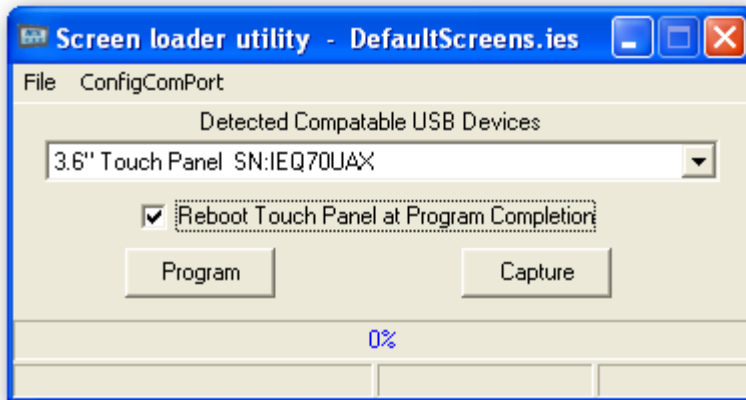 Screen loader utility - DefaultScreens.ies
File ConfigComPort
Detected Compatable USB Devices
3.6" Touch Panel SN:IEQ70UAX
Reboot Touch Panel at Program Completion
Program Capture
0%